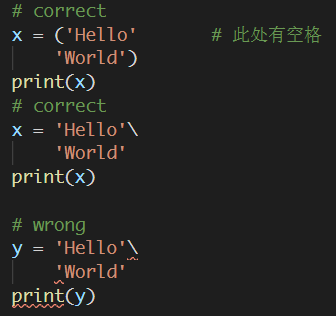 # correct
x = ('Hello'       # 此处有空格
    'World')
print(x)
# correct
x = 'Hello'\
    'World'
print(x)

# wrong
y = 'Hello'\
    'World'
print(y)